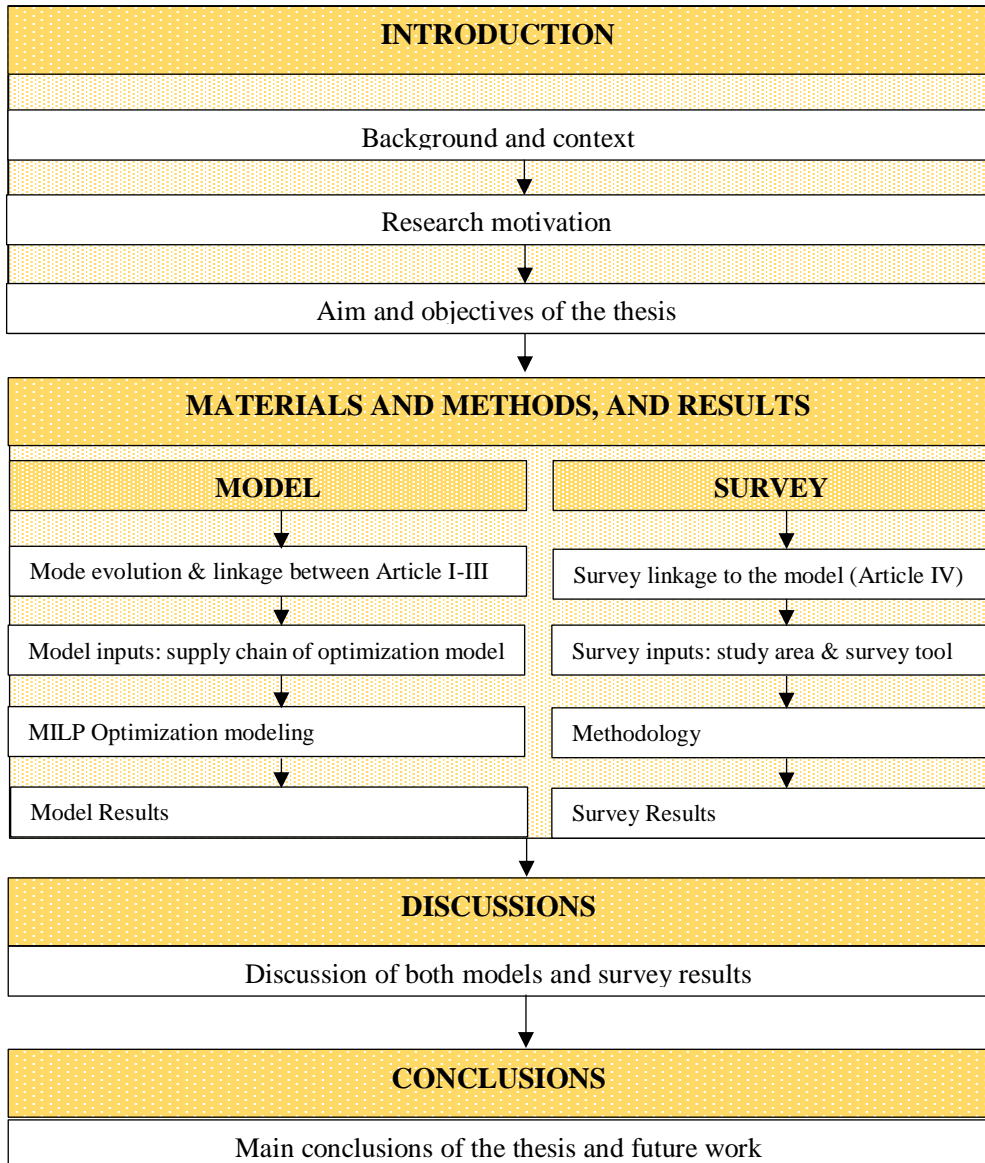 INTRODUCTION
Background and context
Research motivation
Aim and objectives of the thesis
MATERIALS AND METHODS, AND RESULTS
MODEL
Mode evolution & linkage between Article I-III
Model inputs: supply chain of optimization model
MILP Optimization modeling
Model Results
SURVEY
Survey linkage to the model (Article IV)
Survey inputs: study area & survey tool
Methodology
Survey Results
DISCUSSIONS
Discussion of both models and survey results
CONCLUSIONS
Main conclusions of the thesis and future work